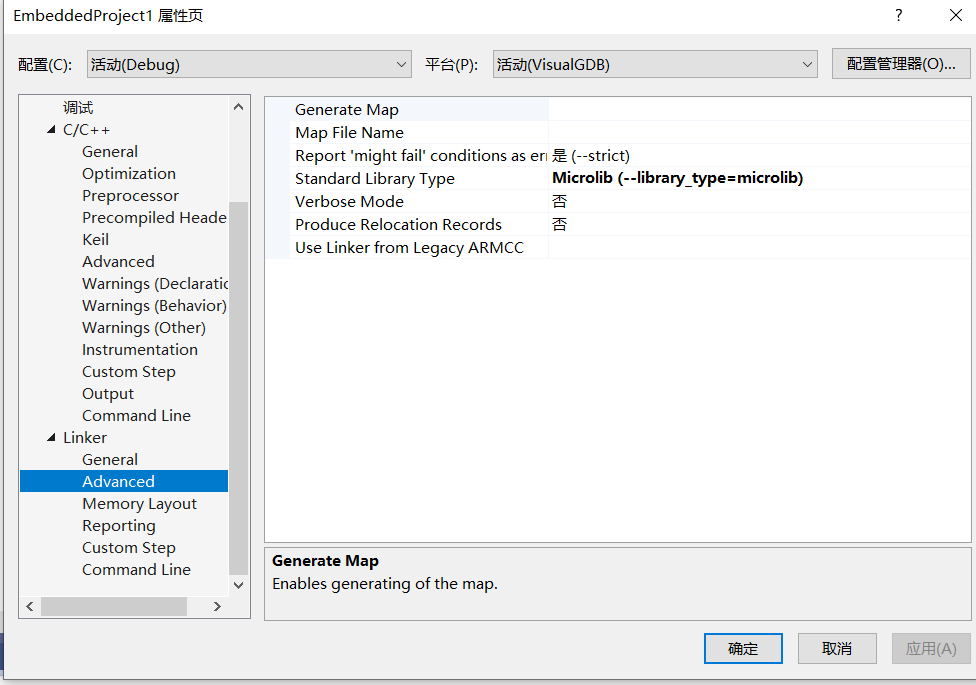 EmbeddedProject1 属性页
配置(C): 活动(Debug) 平台(P): 活动(VisualGDB) 配置管理器(O)...
调试
C/C++
General
Optimization
Preprocessor
Precompiled Heade
Keil
Advanced
Warnings (Declaratic
Warnings (Behavior)
Warnings (Other)
Instrumentation
Custom Step
Output
Command Line
Linker
General
Advanced
Memory Layout
Reporting
Custom Step
Command Line
Generate Map
Map File Name
Report 'might fail' conditions as err 是 (--strict)
Standard Library Type Microlib (--library_type=microlib)
Verbose Mode 否
Produce Relocation Records 否
Use Linker from Legacy ARMCC
Generate Map
Enables generating of the map.
确定 取消 应用(A)